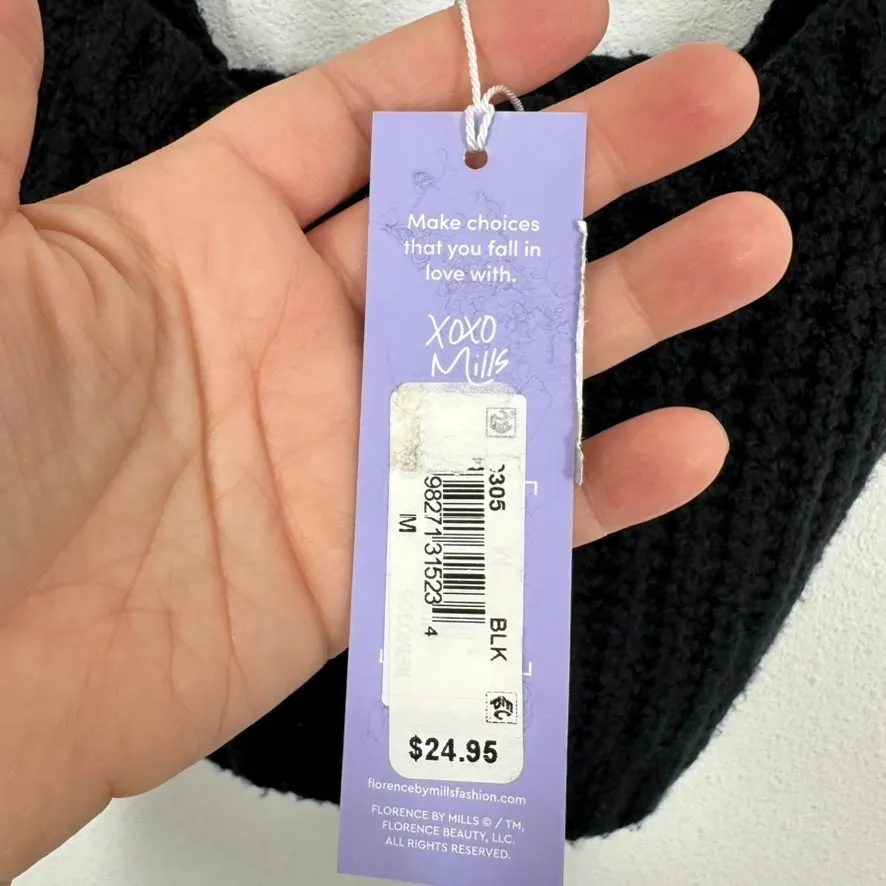 Make choices
that you fall in
love with.
XOXO
Mills
305
BLK
98271 31523 4
M
$24.95
florencebymillsfashion.com
FLORENCE BY MILLS © / TM,
FLORENCE BEAUTY, LLC.
ALL RIGHTS RESERVED.